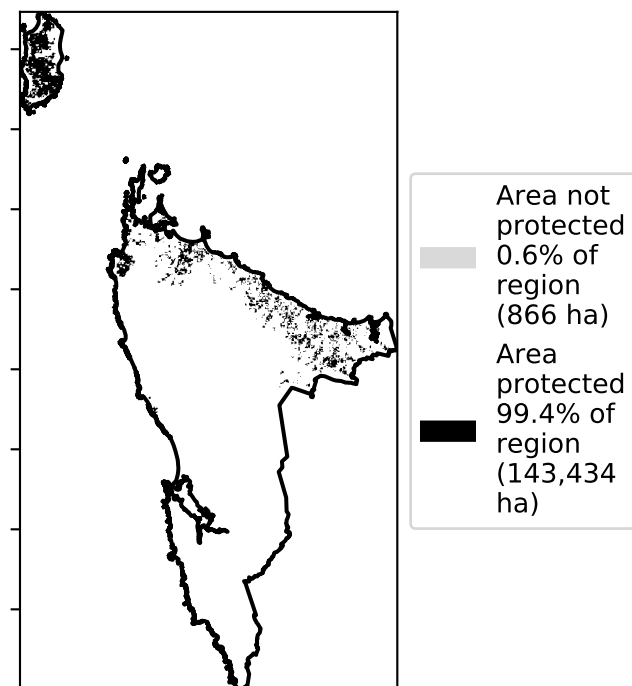 Area not
protected
0.6% of
region
(866 ha)
Area
protected
99.4% of
region
(143,434
ha)